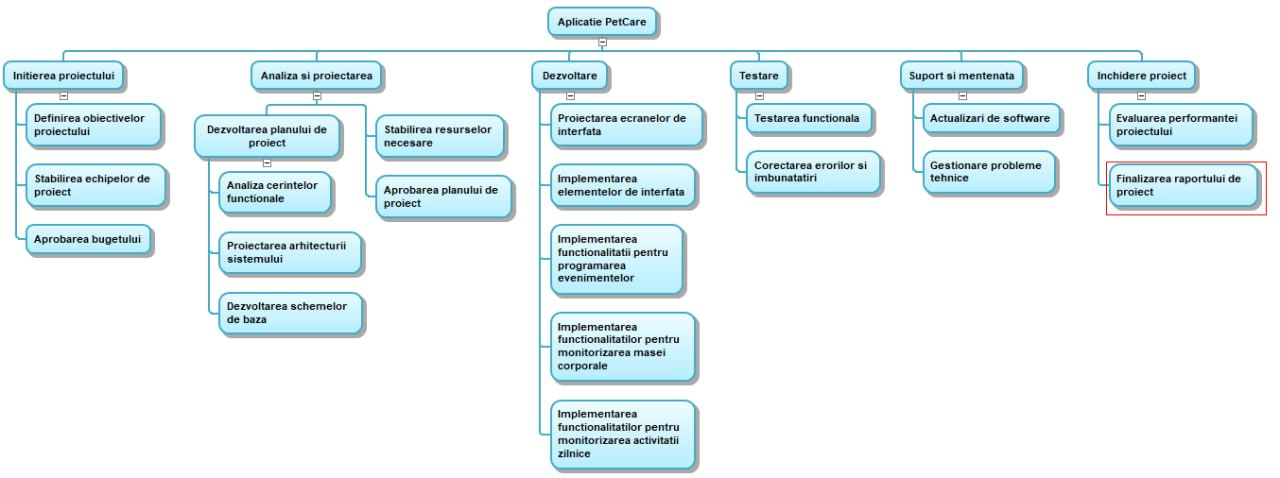 Aplicatie PetCare
Initierea proiectului
Definirea obiectivelor
proiectului
Stabilirea echipelor de
proiect
Aprobarea bugetului
Analiza si proiectarea
Dezvoltarea planului de
proiect
Analiza cerintelor
functionale
Proiectarea arhitecturii
sistemului
Dezvoltarea schemelor
de baza
Stabilirea resurselor
necesare
Aprobarea planului de
proiect
Dezvoltare
Proiectarea ecranelor de
interfata
Implementarea
elementelor de interfata
Implementarea
functionalitatii pentru
programarea
evenimentelor
Implementarea
functionalitatilor pentru
monitorizarea masei
corporale
Implementarea
functionalitatilor pentru
monitorizarea activitatii
zilnice
Testare
Testarea functionala
Corectarea erorilor si
imbunatatiri
Suport si mentenata
Actualizari de software
Gestionare probleme
tehnice
Inchidere proiect
Evaluarea performantei
proiectului
Finalizarea raportului de
proiect